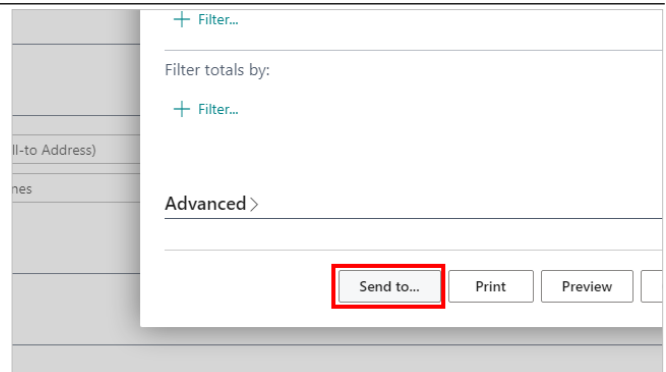 + Filter...
Filter totals by:
+ Filter...
ll-to Address)
nes
Advanced >
Send to... Print Preview